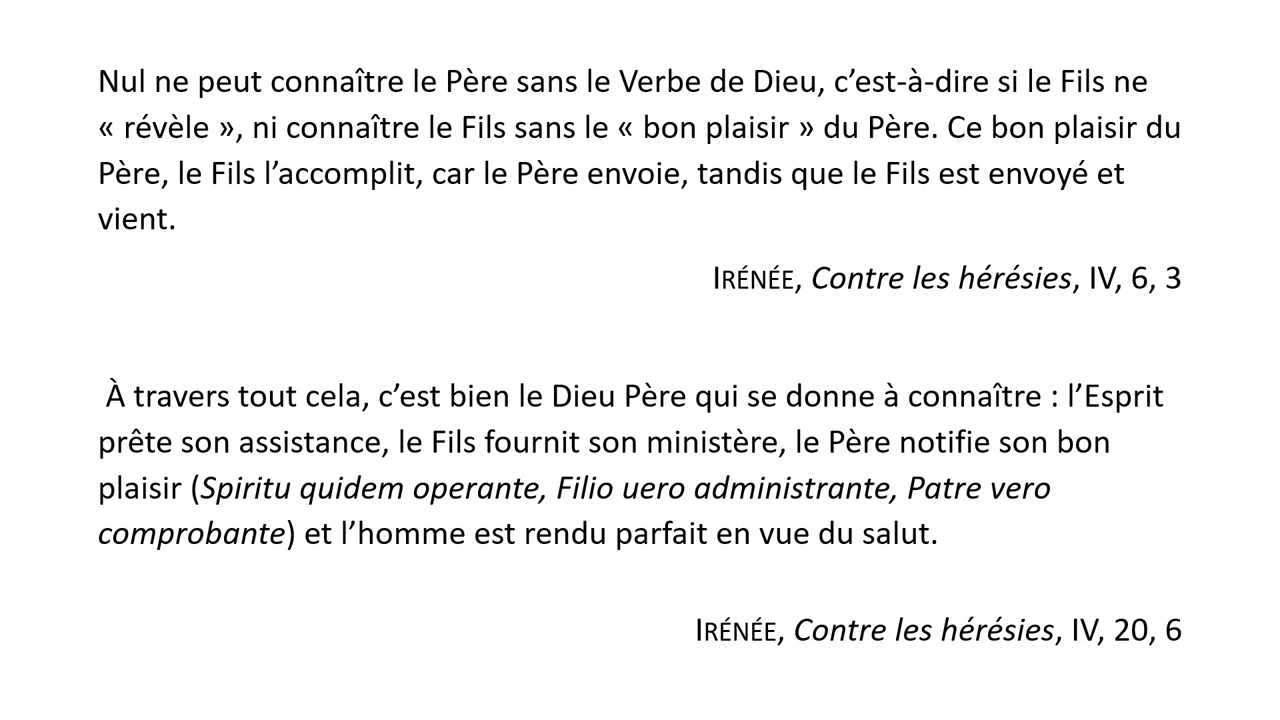 Nul ne peut connaître le Père sans le Verbe de Dieu, c’est-à-dire si le Fils ne
« révèle », ni connaître le Fils sans le « bon plaisir » du Père. Ce bon plaisir du
Père, le Fils l’accomplit, car le Père envoie, tandis que le Fils est envoyé et
vient.
IRÉNÉE, Contre les hérésies, IV, 6, 3
À travers tout cela, c’est bien le Dieu Père qui se donne à connaître : l’Esprit
prête son assistance, le Fils fournit son ministère, le Père notifie son bon
plaisir (Spiritu quidem operante, Filio uero administrante, Patre vero
comprobante) et l’homme est rendu parfait en vue du salut.
IRÉNÉE, Contre les hérésies, IV, 20, 6